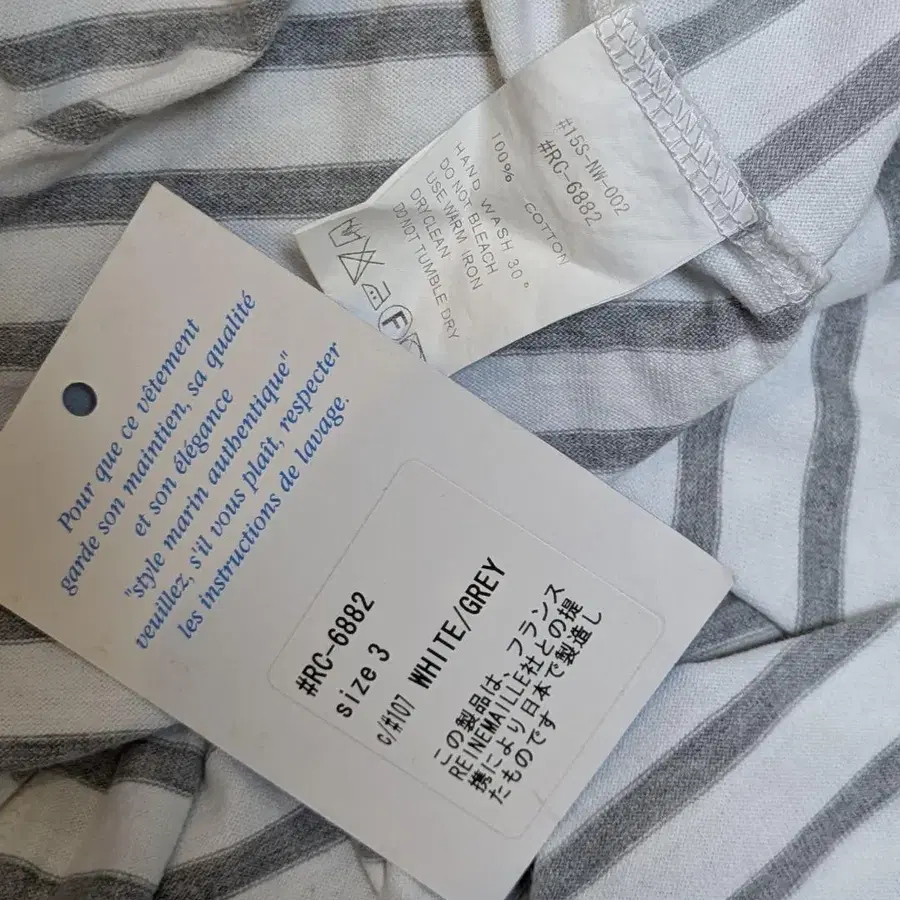 #15S-NW-002
#RC-6882
100% COTTON
HAND WASH 30°
DO NOT BLEACH
USE WARM IRON
DRY CLEAN
DO NOT TUMBLE DRY
F
Pour que ce vêtement
garde son maintien, sa qualité
et son élégance
"style marin authentique"
veuillez, s'il vous plaît, respecter
les instructions de lavage.
#RC-6882
size 3
c/#107 WHITE/GREY
この製品は、フランス
REINEMAILLE社との提
携により日本で製造し
たものです